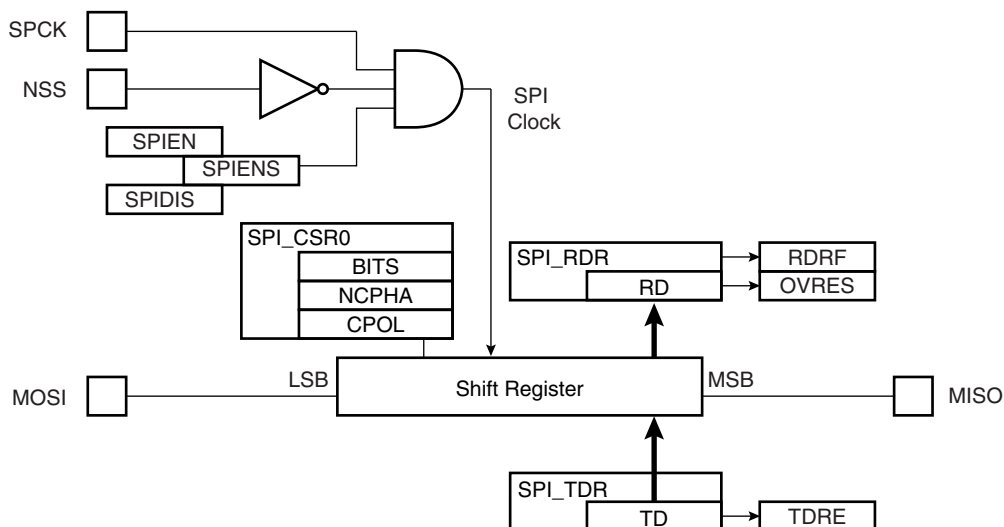 SPCK
NSS
SPI
Clock
SPIEN
SPIENS
SPIDIS
SPI_CSR0
BITS
NCPHA
CPOL
SPI_RDR
RD
RDRF
OVRES
MOSI
LSB
Shift Register
MSB
MISO
SPI_TDR
TD
TDRE